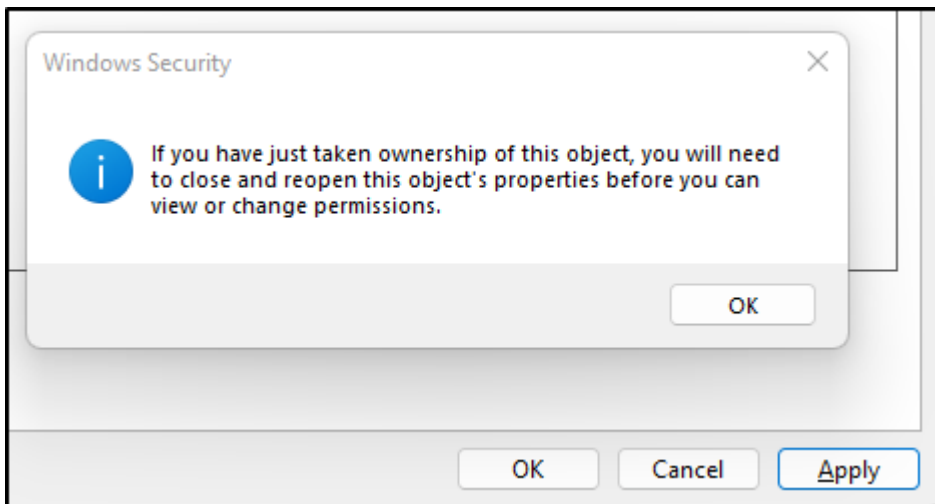 Windows Security
If you have just taken ownership of this object, you will need
to close and reopen this object's properties before you can
view or change permissions.
OK
OK Cancel Apply